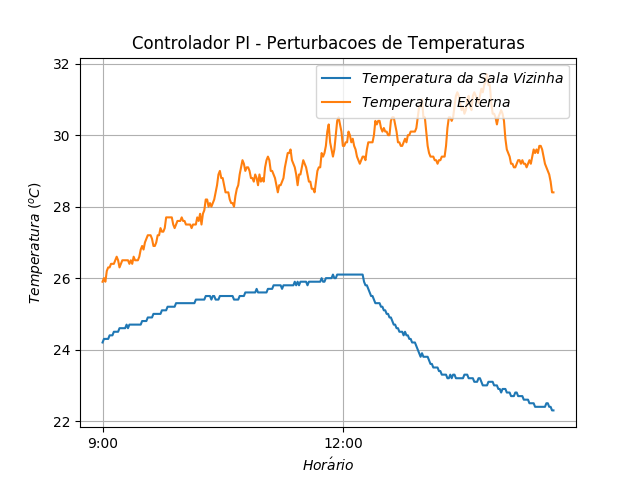 Controlador PI - Perturbacoes de Temperaturas
Temperatura da Sala Vizinha
Temperatura Externa
Temperatura (°C)
32
30
28
26
24
22
9:00
12:00
Horário